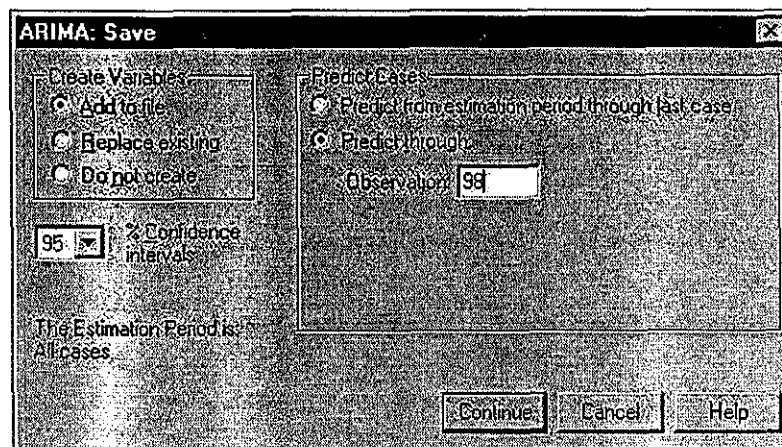 ARIMA: Save
Create Variables
Add to file
Replace existing
Do not create
95 % Confidence
intervals
The Estimation Period is:
All cases
Predict Cases
Predict from estimation period through last case
Predict through:
Observation: 98
Continue Cancel Help